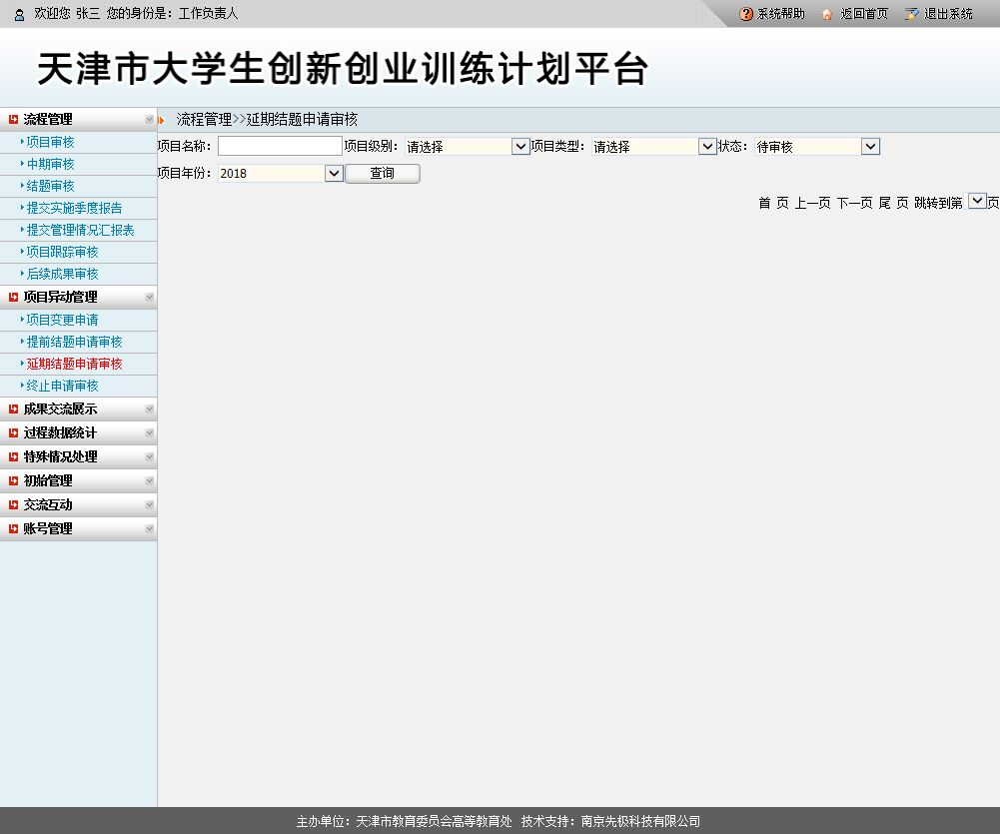 欢迎您 张三 您的身份是：工作负责人 系统帮助 返回首页 退出系统
天津市大学生创新创业训练计划平台
流程管理
项目审核
中期审核
结题审核
提交实施季度报告
提交管理情况汇报表
项目跟踪审核
后续成果审核
项目异动管理
项目变更申请
提前结题申请审核
延期结题申请审核
终止申请审核
成果交流展示
过程数据统计
特殊情况处理
初始管理
交流互动
账号管理
流程管理>>延期结题申请审核
项目名称： 项目级别： 请选择 项目类型： 请选择 状态： 待审核
项目年份： 2018 查询
首 页 上一页 下一页 尾 页 跳转到第 页
主办单位：天津市教育委员会高等教育处 技术支持：南京先极科技有限公司